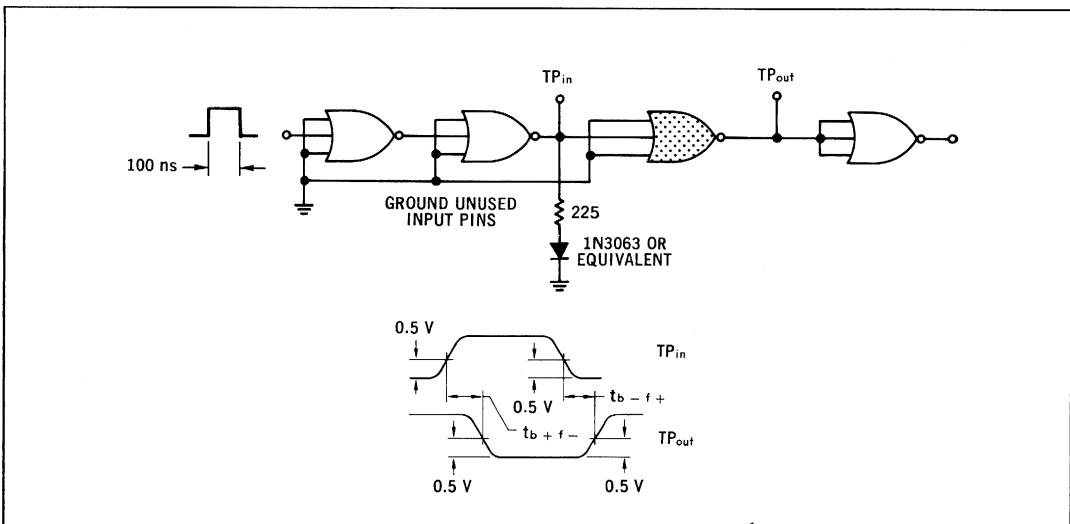 TPin
TPout
100 ns
GROUND UNUSED
INPUT PINS
225
1N3063 OR
EQUIVALENT
0.5 V
TPin
0.5 V
tb - f +
tb + f -
TPout
0.5 V
0.5 V